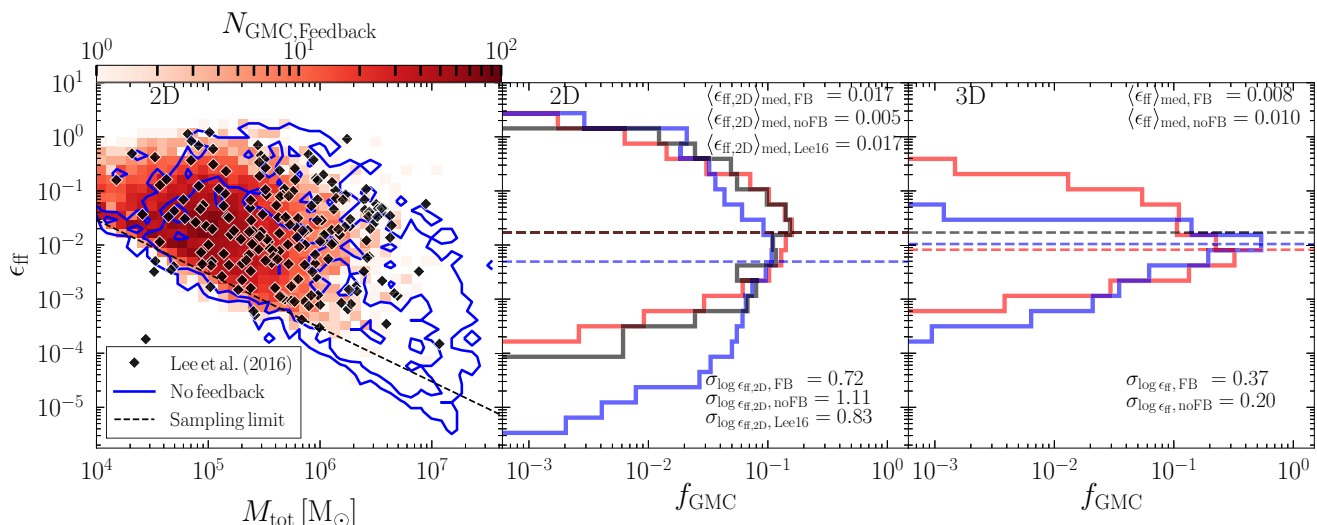 N_GMC,Feedback
10^0 10^1 10^2
2D
10^1
10^0
10^-1
10^-2
10^-3
10^-4
10^-5
ϵ_ff
Lee et al. (2016)
No feedback
Sampling limit
10^4 10^5 10^6 10^7
M_tot [M_⊙]
2D
⟨ϵ_ff,2D⟩_med, FB = 0.017
⟨ϵ_ff,2D⟩_med, noFB = 0.005
⟨ϵ_ff,2D⟩_med, Lee16 = 0.017
σ_log ϵ_ff,2D, FB = 0.72
σ_log ϵ_ff,2D, noFB = 1.11
σ_log ϵ_ff,2D, Lee16 = 0.83
10^-3 10^-2 10^-1
f_GMC
3D
⟨ϵ_ff⟩_med, FB = 0.008
⟨ϵ_ff⟩_med, noFB = 0.010
σ_log ϵ_ff, FB = 0.37
σ_log ϵ_ff, noFB = 0.20
10^-3 10^-2 10^-1 10^0
f_GMC